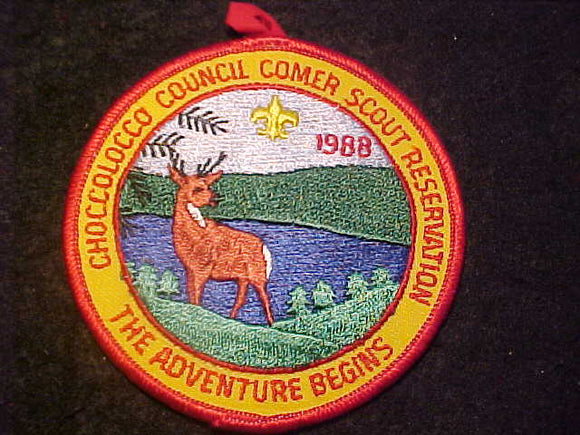 CHOCCOLOCCO COUNCIL COMER SCOUT RESERVATION
1988
THE ADVENTURE BEGINS